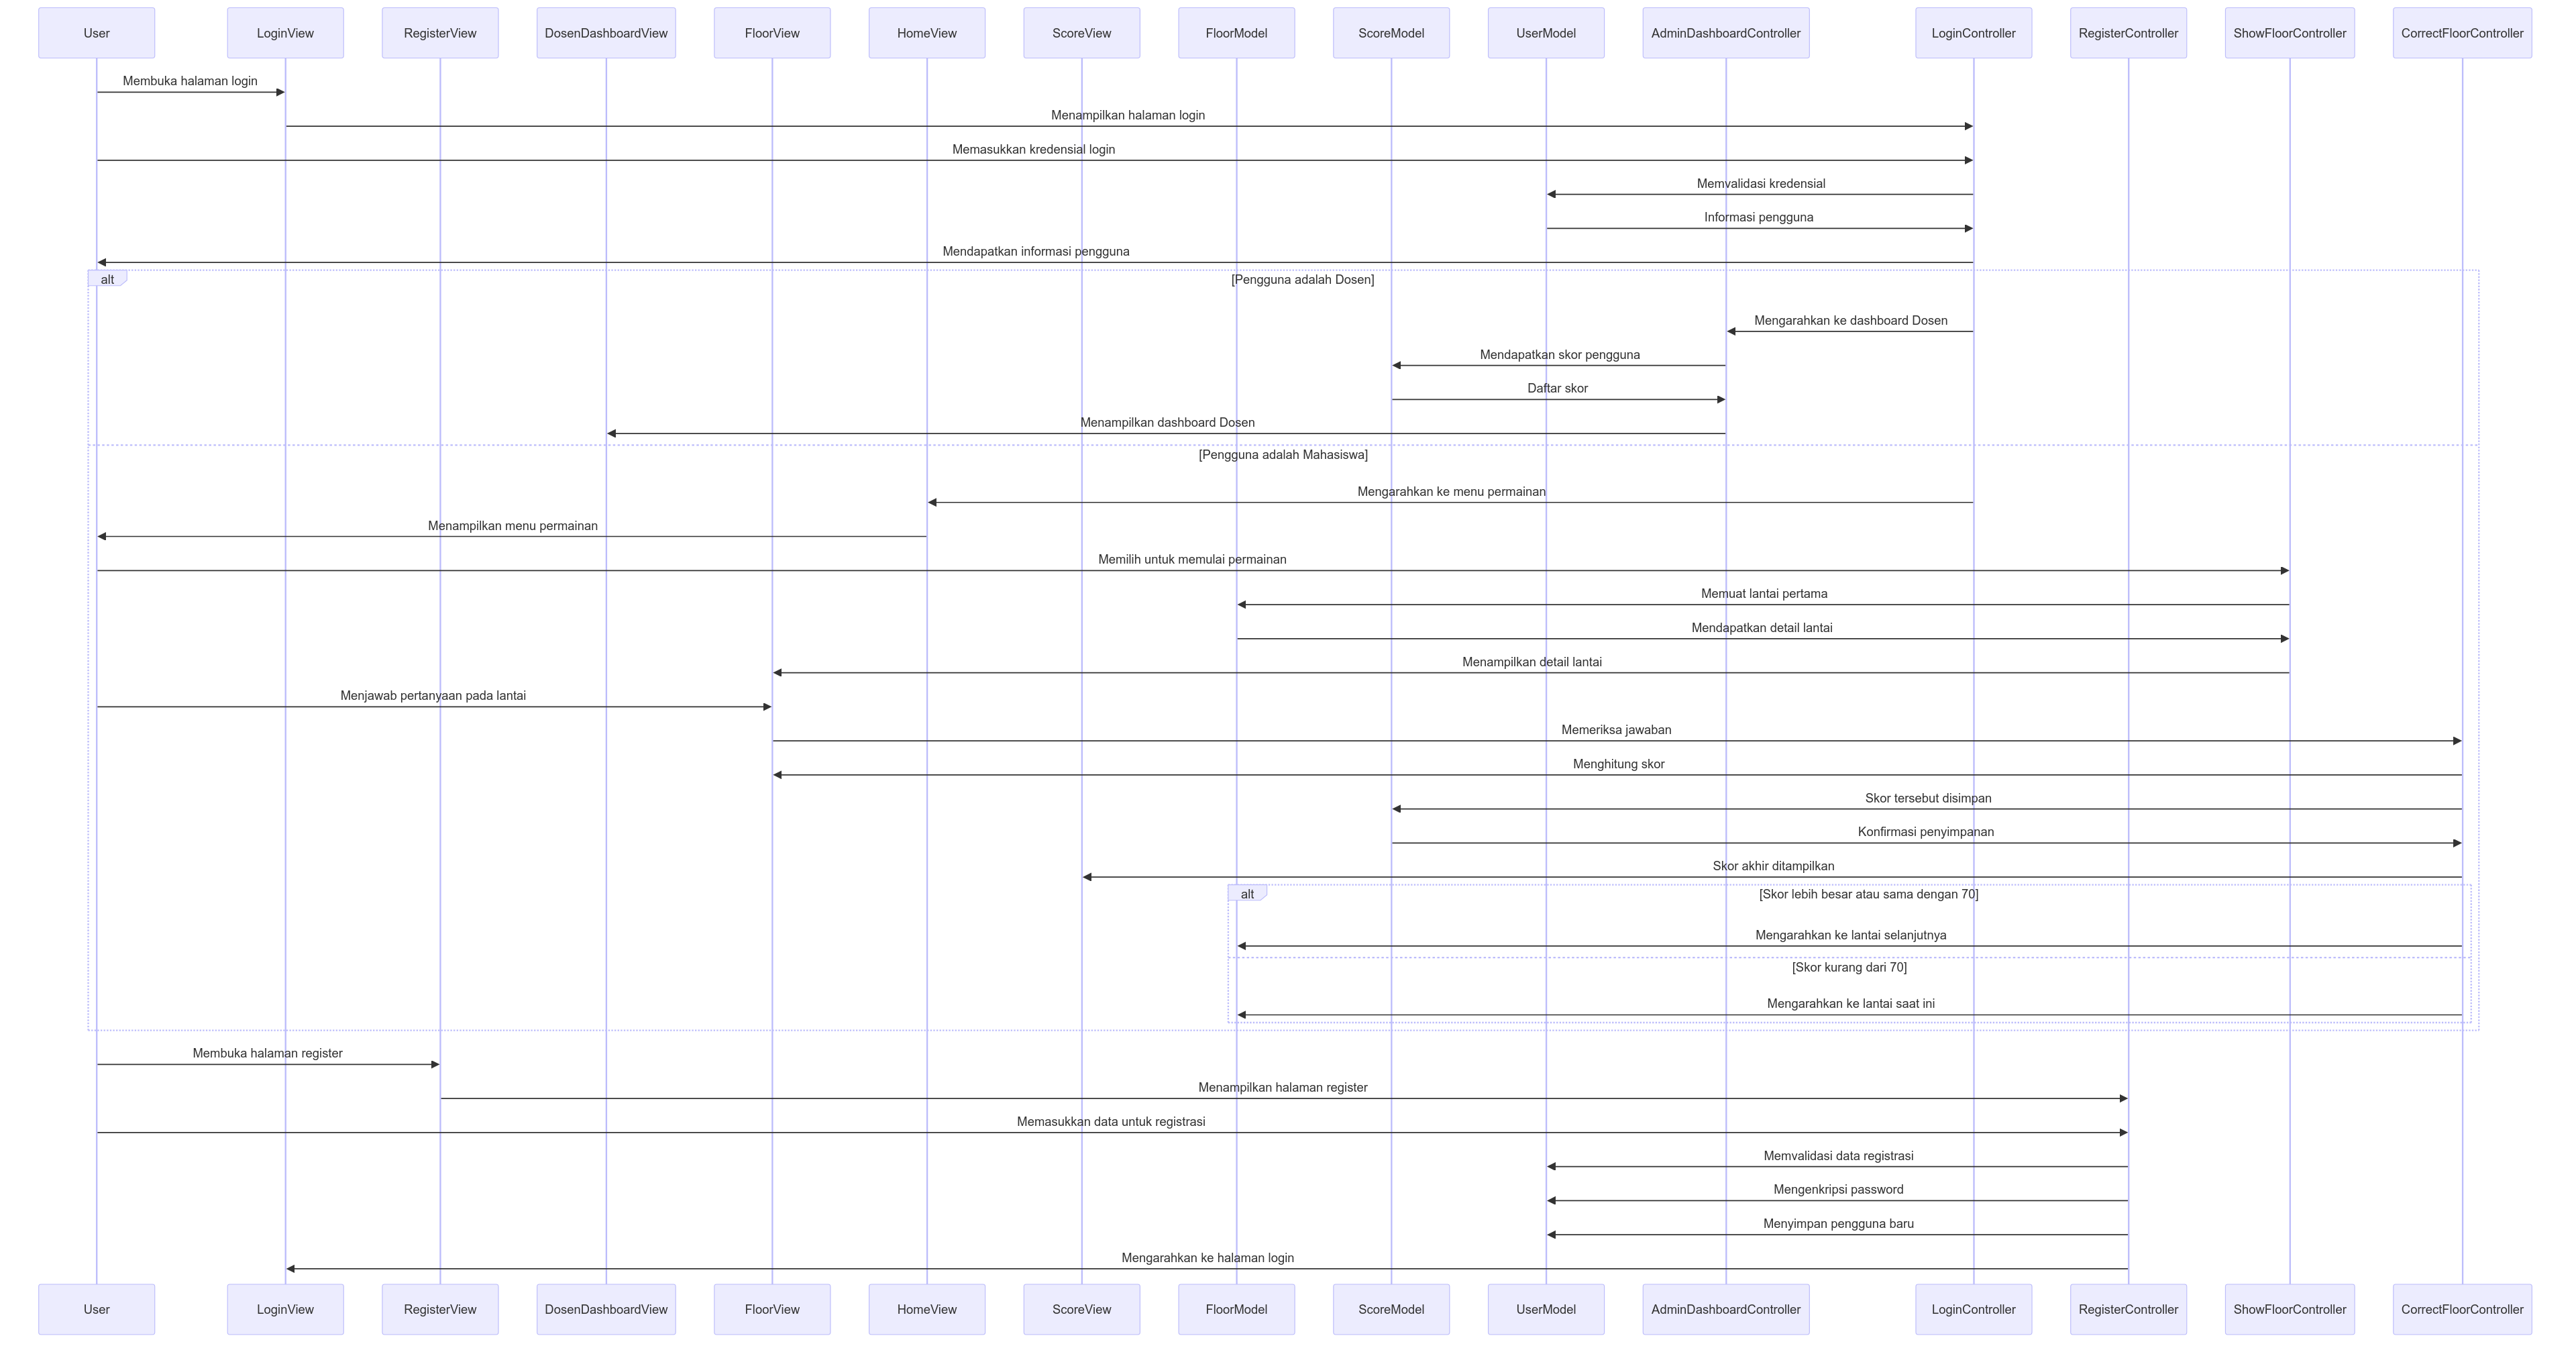 User
LoginView
RegisterView
DosenDashboardView
FloorView
HomeView
ScoreView
FloorModel
ScoreModel
UserModel
AdminDashboardController
LoginController
RegisterController
ShowFloorController
CorrectFloorController
Membuka halaman login
Menampilkan halaman login
Memasukkan kredensial login
Memvalidasi kredensial
Informasi pengguna
Mendapatkan informasi pengguna
alt
[Pengguna adalah Dosen]
Mengarahkan ke dashboard Dosen
Mendapatkan skor pengguna
Daftar skor
Menampilkan dashboard Dosen
[Pengguna adalah Mahasiswa]
Mengarahkan ke menu permainan
Menampilkan menu permainan
Memilih untuk memulai permainan
Memuat lantai pertama
Mendapatkan detail lantai
Menampilkan detail lantai
Menjawab pertanyaan pada lantai
Memeriksa jawaban
Menghitung skor
Skor tersebut disimpan
Konfirmasi penyimpanan
Skor akhir ditampilkan
alt
[Skor lebih besar atau sama dengan 70]
Mengarahkan ke lantai selanjutnya
[Skor kurang dari 70]
Mengarahkan ke lantai saat ini
Membuka halaman register
Menampilkan halaman register
Memasukkan data untuk registrasi
Memvalidasi data registrasi
Mengenkripsi password
Menyimpan pengguna baru
Mengarahkan ke halaman login
User
LoginView
RegisterView
DosenDashboardView
FloorView
HomeView
ScoreView
FloorModel
ScoreModel
UserModel
AdminDashboardController
LoginController
RegisterController
ShowFloorController
CorrectFloorController